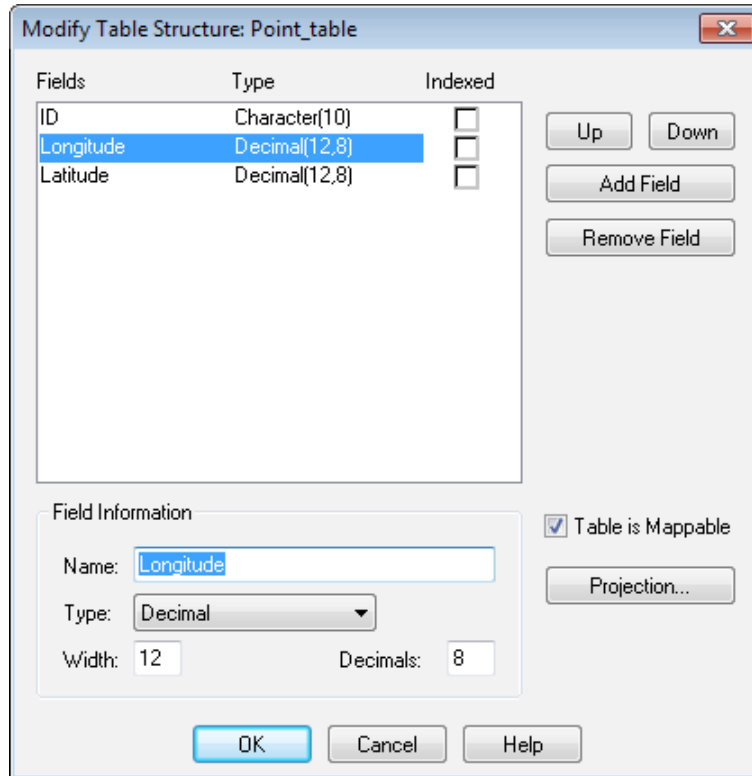 Modify Table Structure: Point_table
Fields Type Indexed
ID Character(10)
Longitude Decimal(12,8)
Latitude Decimal(12,8)
Up Down
Add Field
Remove Field
Field Information
Name: Longitude
Type: Decimal
Width: 12 Decimals: 8
Table is Mappable
Projection...
OK Cancel Help